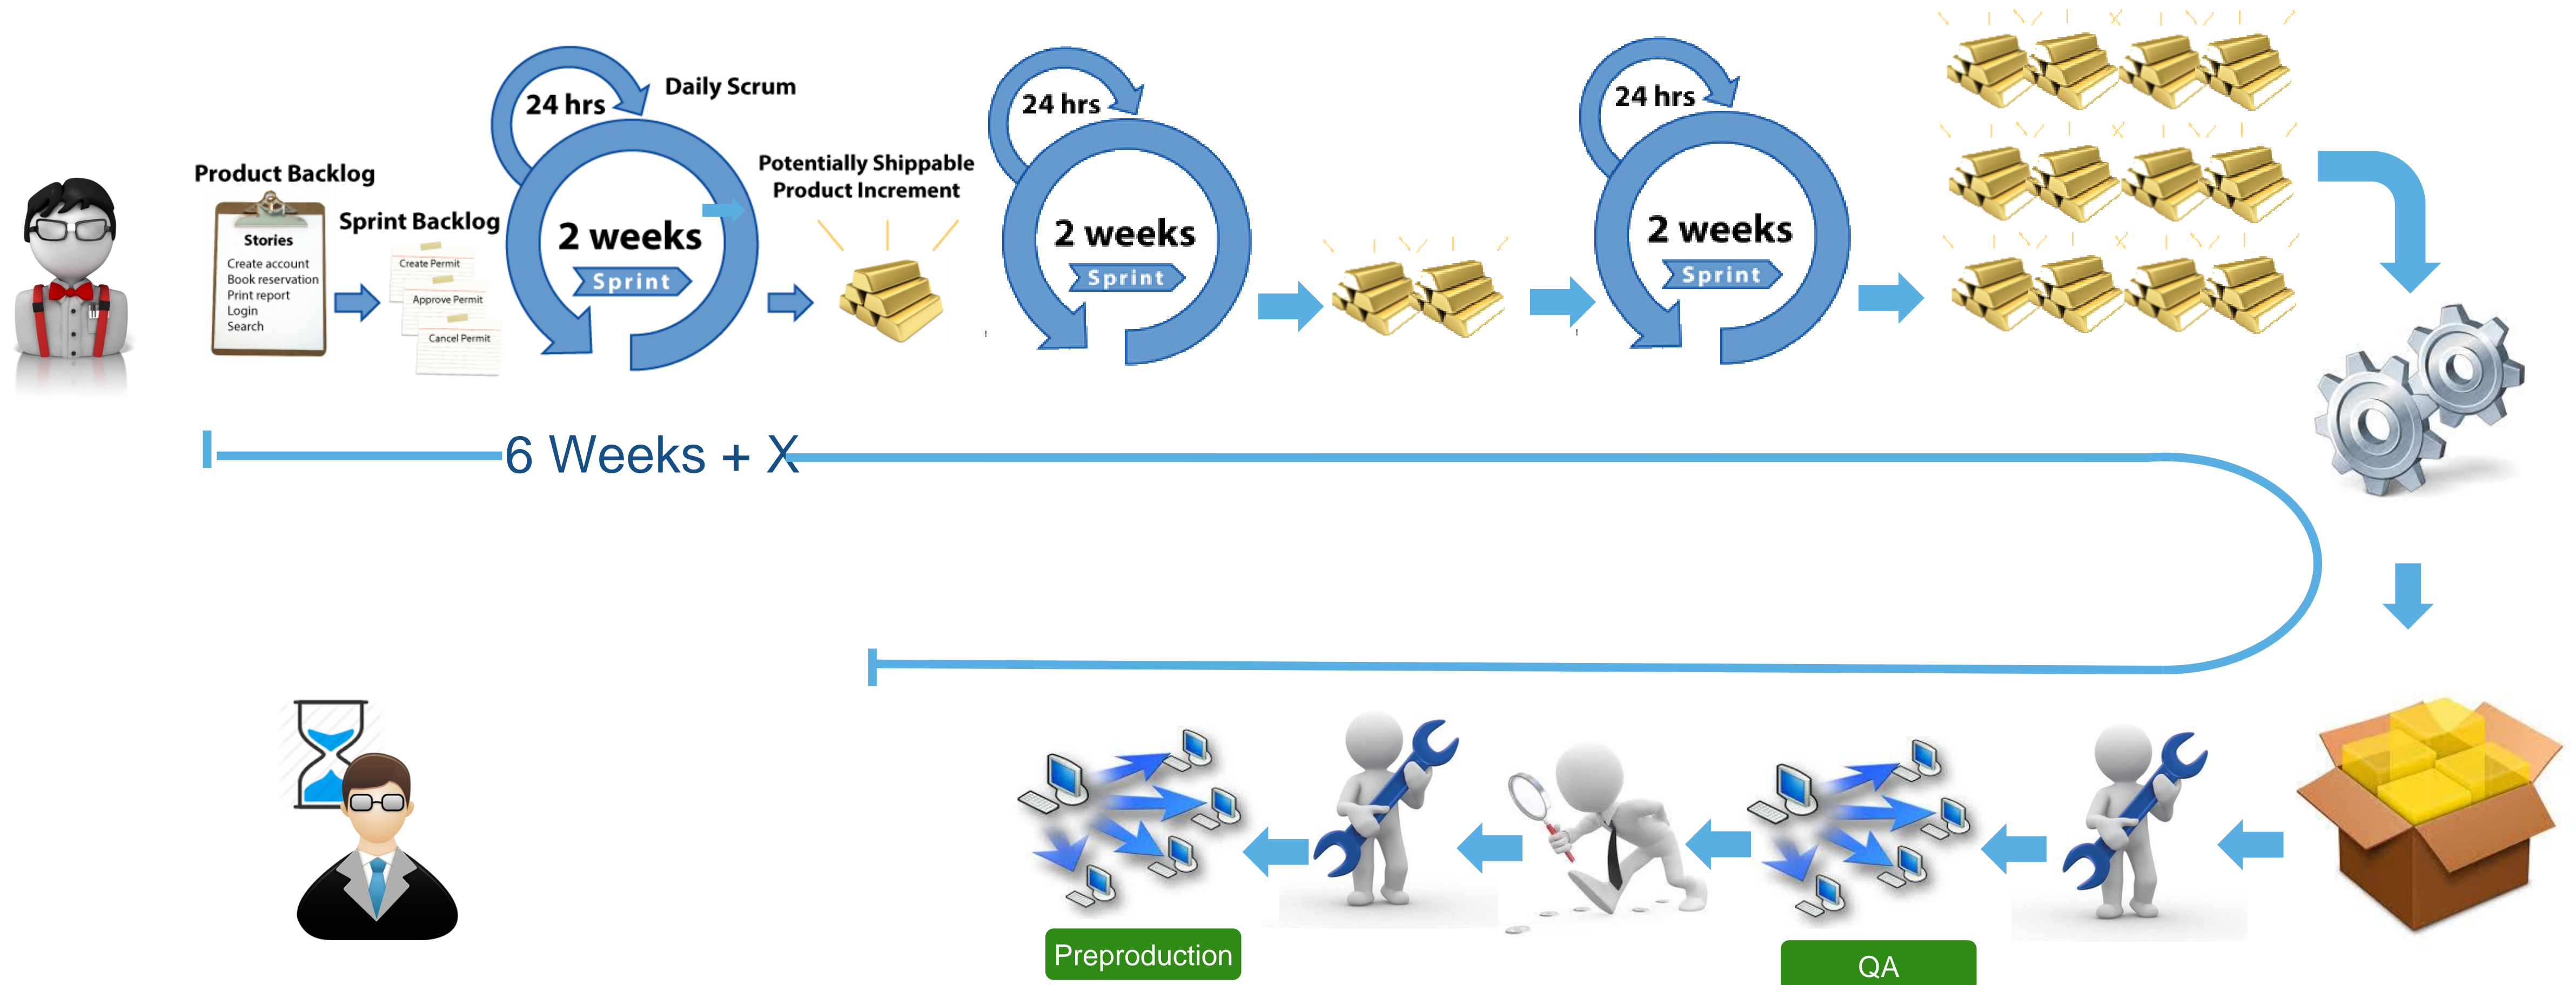 Product Backlog
Stories
Create account
Book reservation
Print report
Login
Search
Sprint Backlog
Create Permit
Approve Permit
Cancel Permit
24 hrs
Daily Scrum
2 weeks
Sprint
Potentially Shippable
Product Increment
24 hrs
2 weeks
Sprint
24 hrs
2 weeks
Sprint
6 Weeks + X
Preproduction
QA